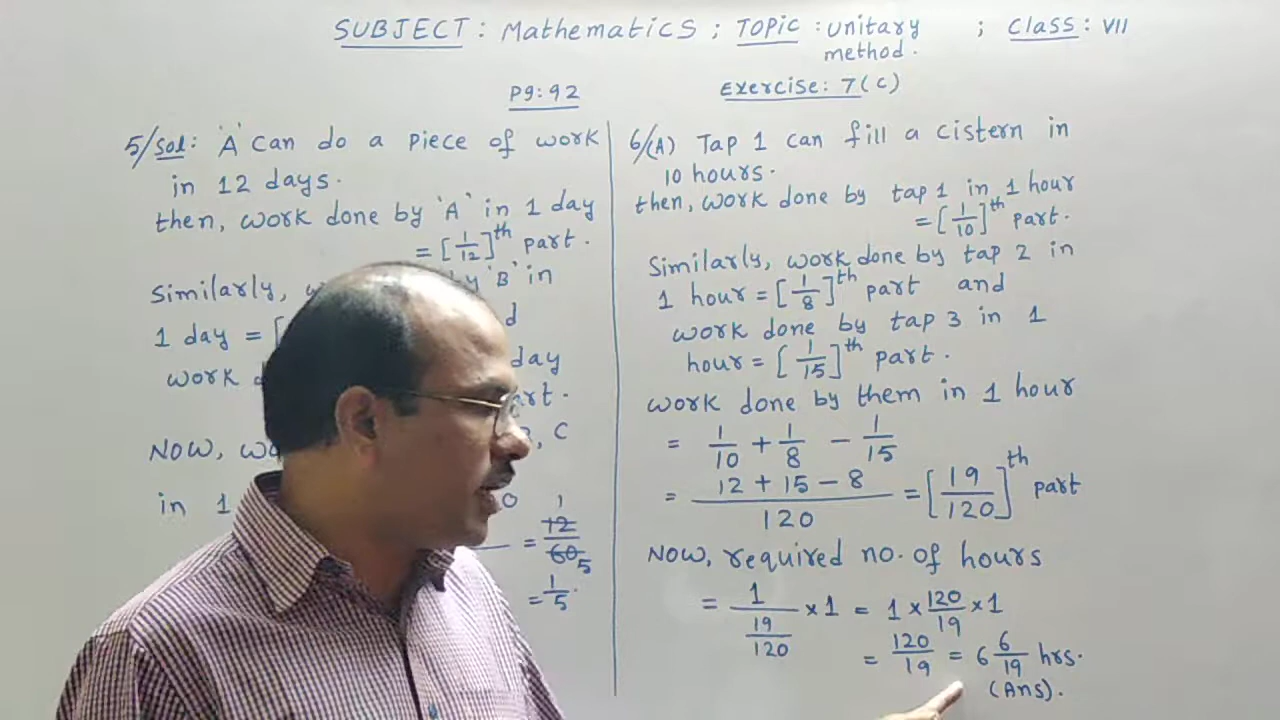 SUBJECT : Mathematics ; TOPIC : unitary method. ; Class : VII
Pg: 92
Exercise: 7(C)
5/Sol: 'A' can do a piece of work
in 12 days.
then, work done by 'A' in 1 day
= [1/12]th part.
Similarly, by 'B' in
1 day = [
work day
Now,
, C
in 1
= 12/60 5
= 1/5.
6/(A) Tap 1 can fill a cistern in
10 hours.
then, work done by tap 1 in 1 hour
= [1/10]th part.
Similarly, work done by tap 2 in
1 hour = [1/8]th part and
work done by tap 3 in 1
hour = [1/15]th part.
work done by them in 1 hour
= 1/10 + 1/8 - 1/15
= 12 + 15 - 8 / 120 = [19/120]th part
Now, required no. of hours
= 1 / 19/120 × 1 = 1 × 120/19 × 1
= 120/19 = 6 6/19 hrs.
(Ans).